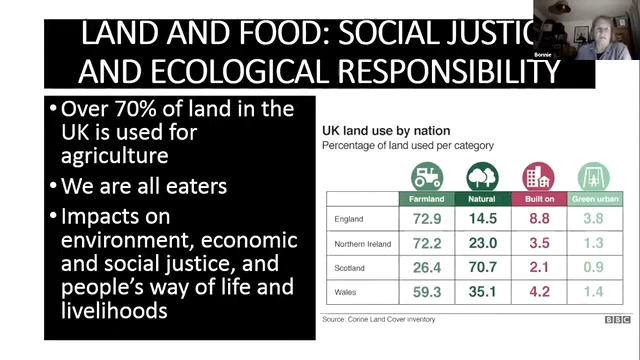 LAND AND FOOD: SOCIAL JUSTIC
AND ECOLOGICAL RESPONSIBILITY
Bonnie
• Over 70% of land in the
UK is used for
agriculture
• We are all eaters
• Impacts on
environment, economic
and social justice, and
people's way of life and
livelihoods
UK land use by nation
Percentage of land used per category
Farmland Natural Built on Green urban
England 72.9 14.5 8.8 3.8
Northern Ireland 72.2 23.0 3.5 1.3
Scotland 26.4 70.7 2.1 0.9
Wales 59.3 35.1 4.2 1.4
Source: Corine Land Cover inventory BBC